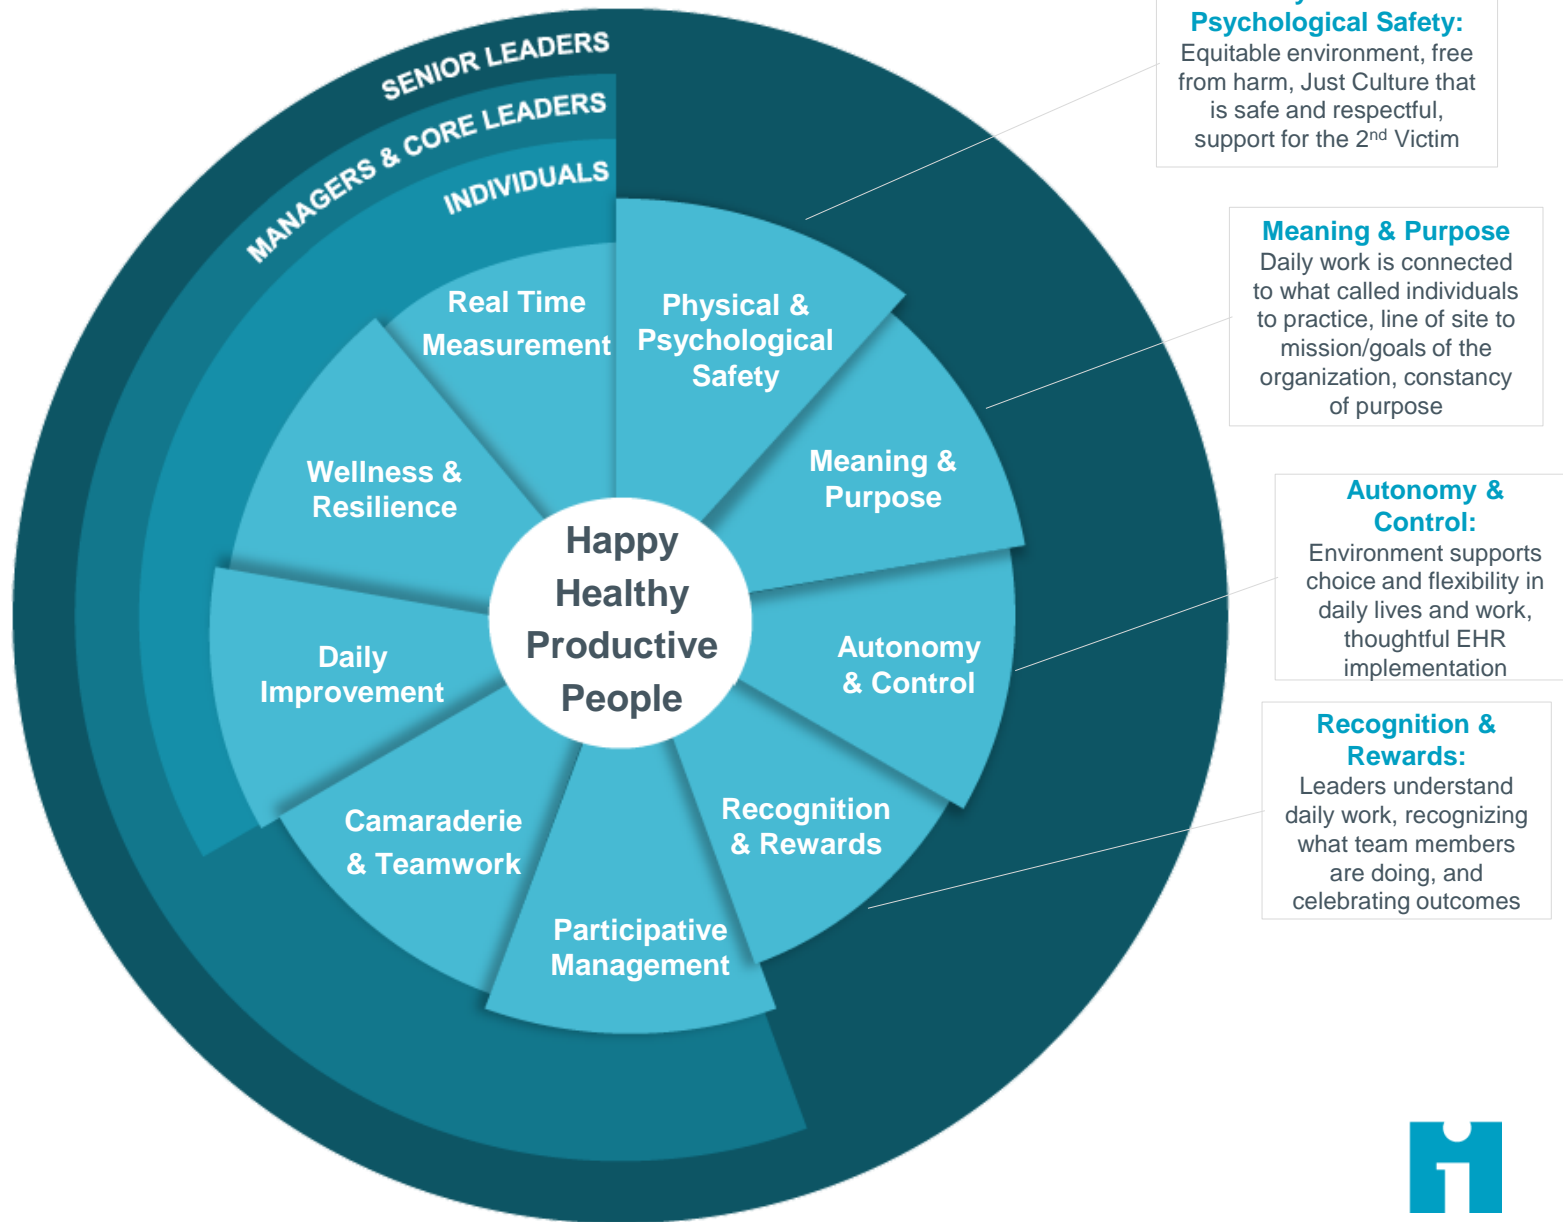 SENIOR LEADERS
MANAGERS & CORE LEADERS
INDIVIDUALS
Real Time
Measurement
Physical &
Psychological
Safety
Meaning &
Purpose
Autonomy
& Control
Recognition
& Rewards
Participative
Management
Camaraderie
& Teamwork
Daily
Improvement
Wellness &
Resilience
Happy
Healthy
Productive
People
Psychological Safety:
Equitable environment, free
from harm, Just Culture that
is safe and respectful,
support for the 2nd Victim
Meaning & Purpose
Daily work is connected
to what called individuals
to practice, line of site to
mission/goals of the
organization, constancy
of purpose
Autonomy &
Control:
Environment supports
choice and flexibility in
daily lives and work,
thoughtful EHR
implementation
Recognition &
Rewards:
Leaders understand
daily work, recognizing
what team members
are doing, and
celebrating outcomes